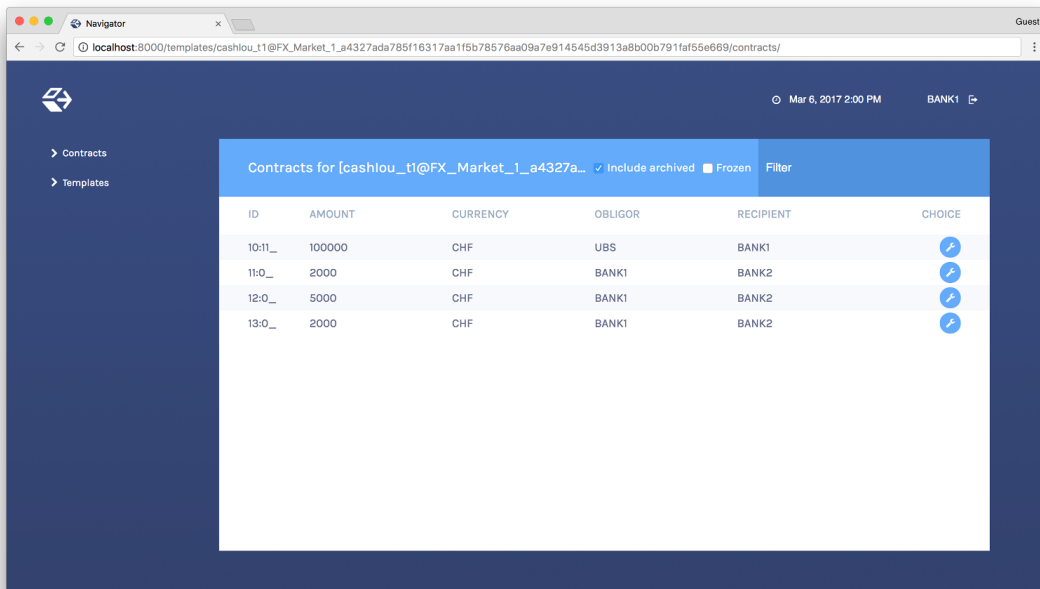 Navigator
Guest
localhost:8000/templates/cashlou_t1@FX_Market_1_a4327ada785f16317aa1f5b78576aa09a7e914545d3913a8b00b791faf55e669/contracts/
Mar 6, 2017 2:00 PM BANK1
Contracts
Templates
Contracts for [cashlou_t1@FX_Market_1_a4327a... Include archived Frozen Filter
ID AMOUNT CURRENCY OBLIGOR RECIPIENT CHOICE
10:11_ 100000 CHF UBS BANK1
11:0_ 2000 CHF BANK1 BANK2
12:0_ 5000 CHF BANK1 BANK2
13:0_ 2000 CHF BANK1 BANK2